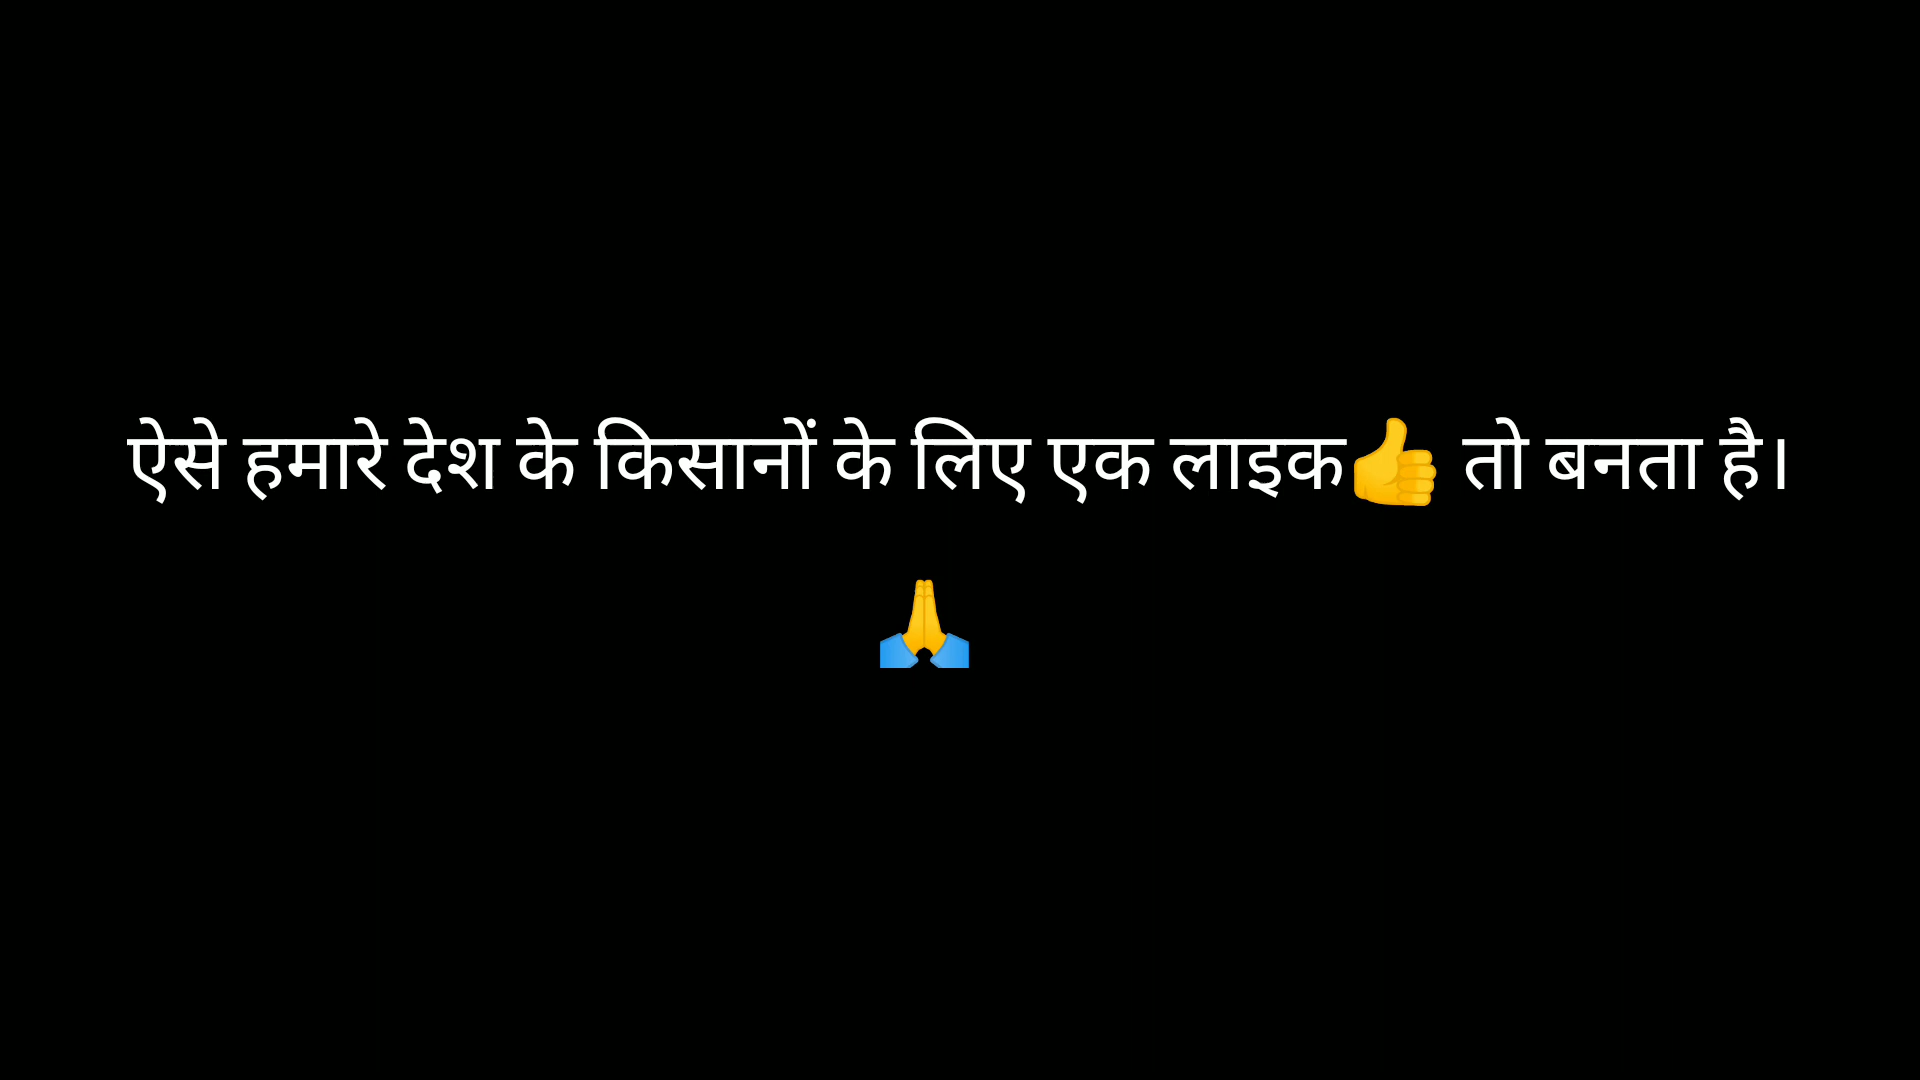 ऐसे हमारे देश के किसानों के लिए एक लाइक👍 तो बनता है।
🙏